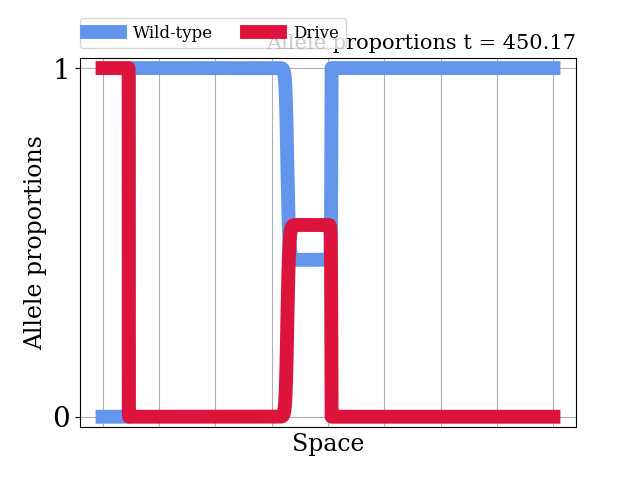 Wild-type Drive
Allele proportions t = 450.17
1
Allele proportions
0
Space